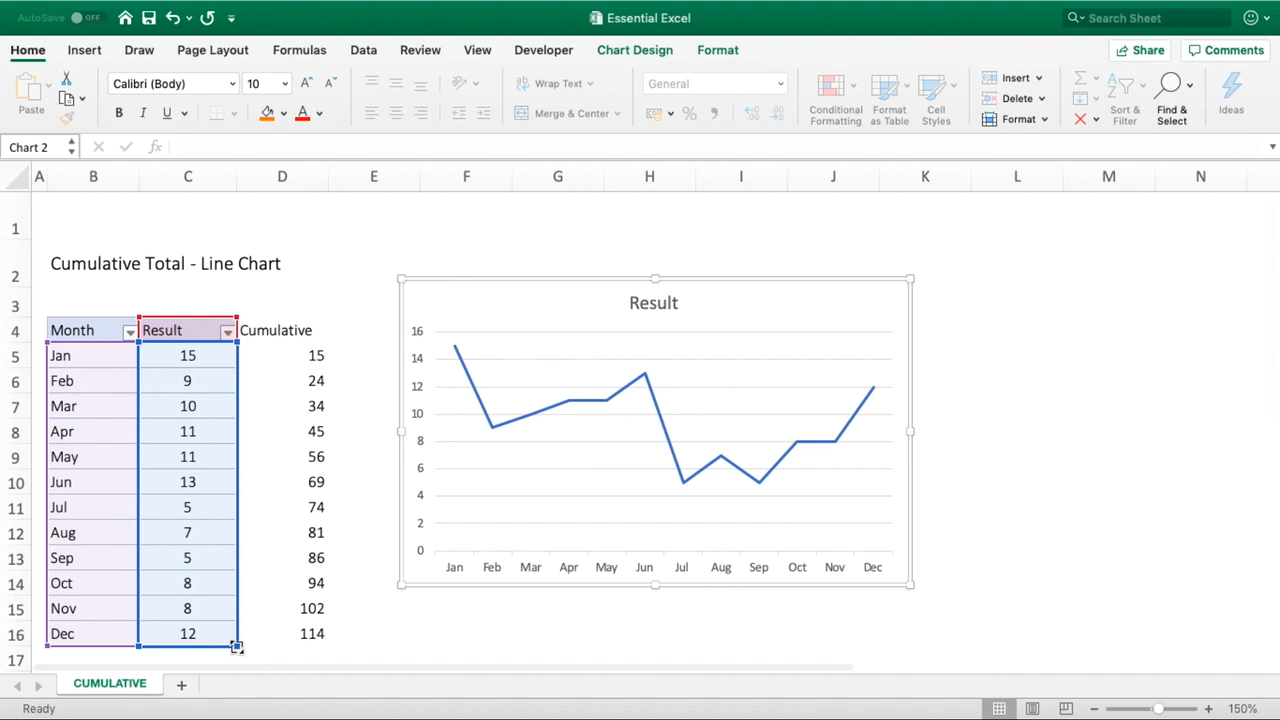 AutoSave OFF Essential Excel Search Sheet
Home Insert Draw Page Layout Formulas Data Review View Developer Chart Design Format Share Comments
Paste Calibri (Body) 10 Wrap Text General Conditional Formatting Format as Table Cell Styles Insert Sort & Filter Find & Select Ideas
B I U A Merge & Center % Delete
Format
Chart 2 fx
A B C D E F G H I J K L M N
1
2 Cumulative Total - Line Chart
3
4 Month Result Cumulative
5 Jan 15 15
6 Feb 9 24
7 Mar 10 34
8 Apr 11 45
9 May 11 56
10 Jun 13 69
11 Jul 5 74
12 Aug 7 81
13 Sep 5 86
14 Oct 8 94
15 Nov 8 102
16 Dec 12 114
17
Result
16
14
12
10
8
6
4
2
0
Jan Feb Mar Apr May Jun Jul Aug Sep Oct Nov Dec
CUMULATIVE
Ready 150%